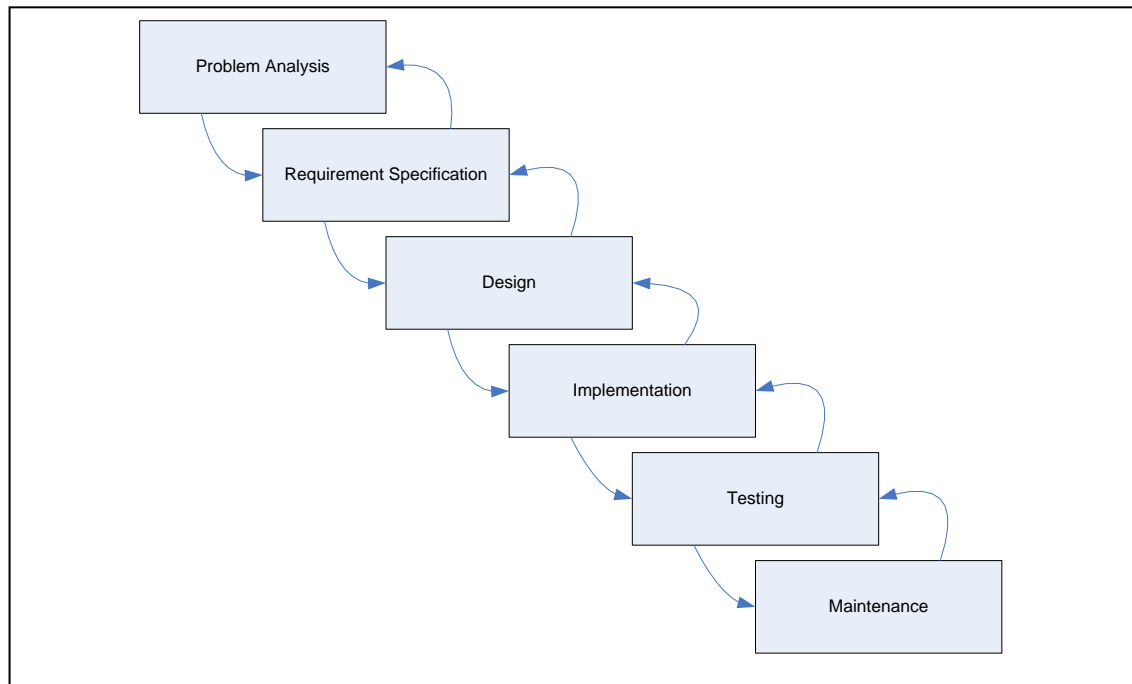 Problem Analysis
Requirement Specification
Design
Implementation
Testing
Maintenance